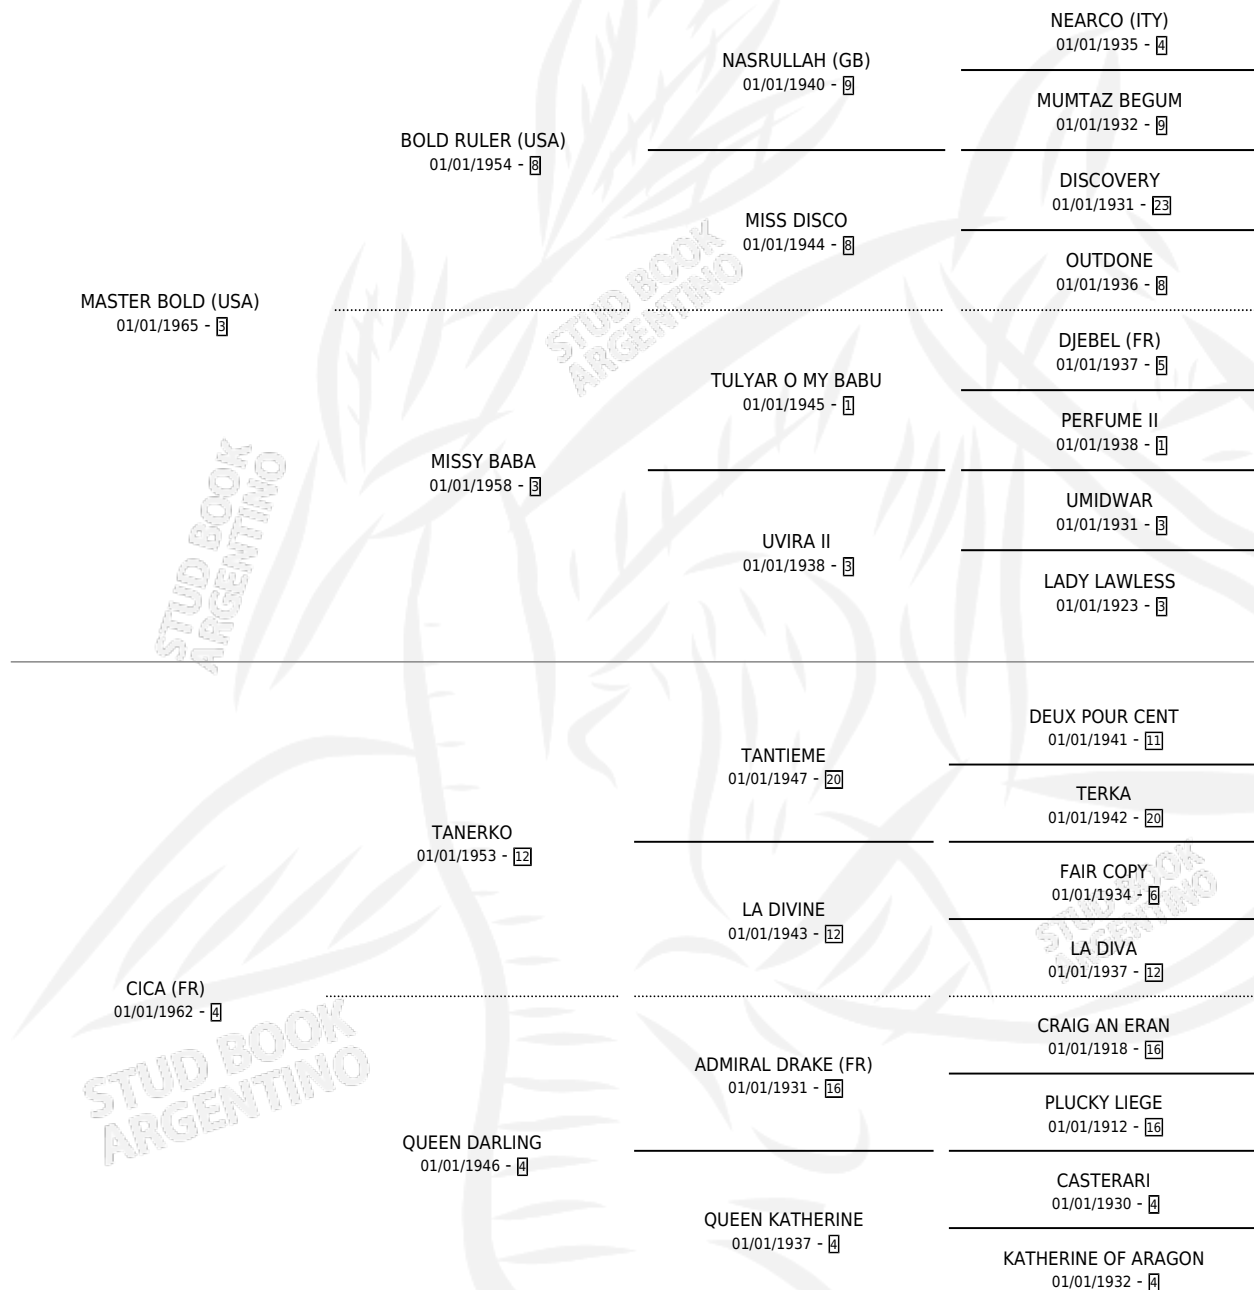 NEARCO (ITY)
01/01/1935 - 4
NASRULLAH (GB)
01/01/1940 - 9
MUMTAZ BEGUM
01/01/1932 - 9
BOLD RULER (USA)
01/01/1954 - 8
DISCOVERY
01/01/1931 - 23
MISS DISCO
01/01/1944 - 8
OUTDONE
01/01/1936 - 8
MASTER BOLD (USA)
01/01/1965 - 3
DJEBEL (FR)
01/01/1937 - 5
TULYAR O MY BABU
01/01/1945 - 1
PERFUME II
01/01/1938 - 1
MISSY BABA
01/01/1958 - 3
UMIDWAR
01/01/1931 - 3
UVIRA II
01/01/1938 - 3
LADY LAWLESS
01/01/1923 - 3
DEUX POUR CENT
01/01/1941 - 11
TANTIEME
01/01/1947 - 20
TERKA
01/01/1942 - 20
TANERKO
01/01/1953 - 12
FAIR COPY
01/01/1934 - 6
LA DIVINE
01/01/1943 - 12
LA DIVA
01/01/1937 - 12
CICA (FR)
01/01/1962 - 4
CRAIG AN ERAN
01/01/1918 - 16
ADMIRAL DRAKE (FR)
01/01/1931 - 16
PLUCKY LIEGE
01/01/1912 - 16
QUEEN DARLING
01/01/1946 - 4
CASTERARI
01/01/1930 - 4
QUEEN KATHERINE
01/01/1937 - 4
KATHERINE OF ARAGON
01/01/1932 - 4
STUD BOOK
ARGENTINO
STUD BOOK
ARGENTINO
STUD BOOK
ARGENTINO
STUD BOOK
ARGENTINO